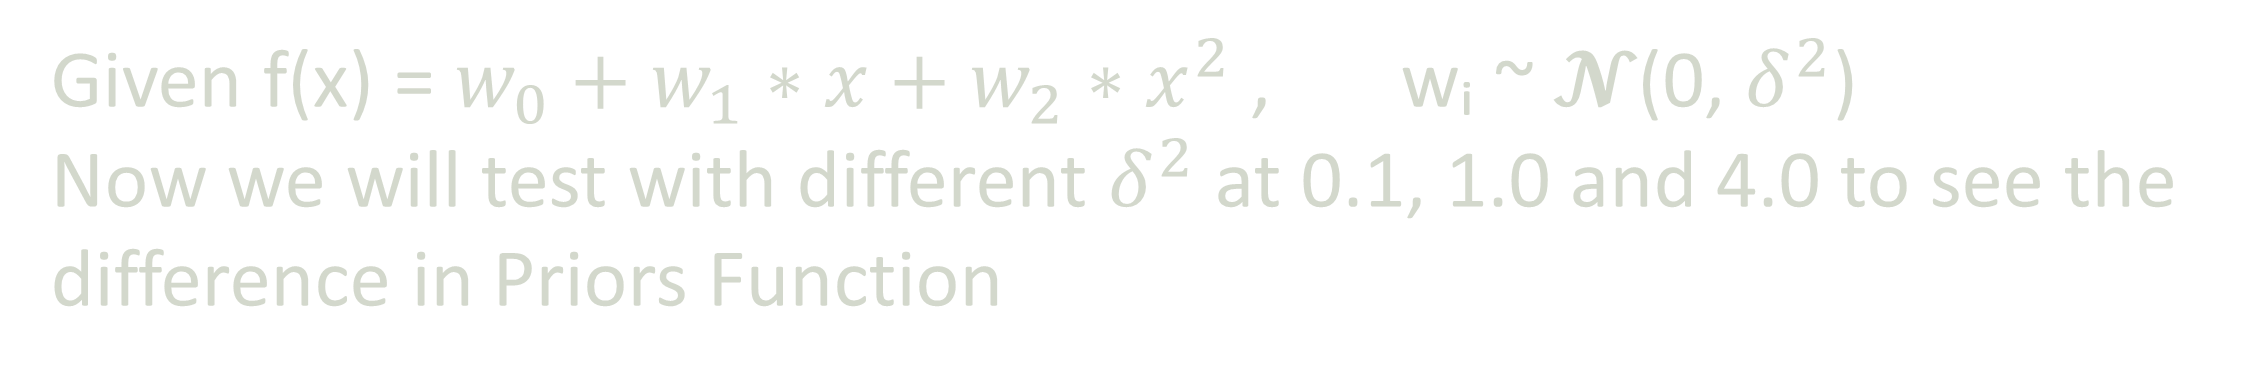 Given f(x) = w₀ + w₁ * x + w₂ * x², wᵢ ~ 𝒩(0, δ²)
Now we will test with different δ² at 0.1, 1.0 and 4.0 to see the
difference in Priors Function